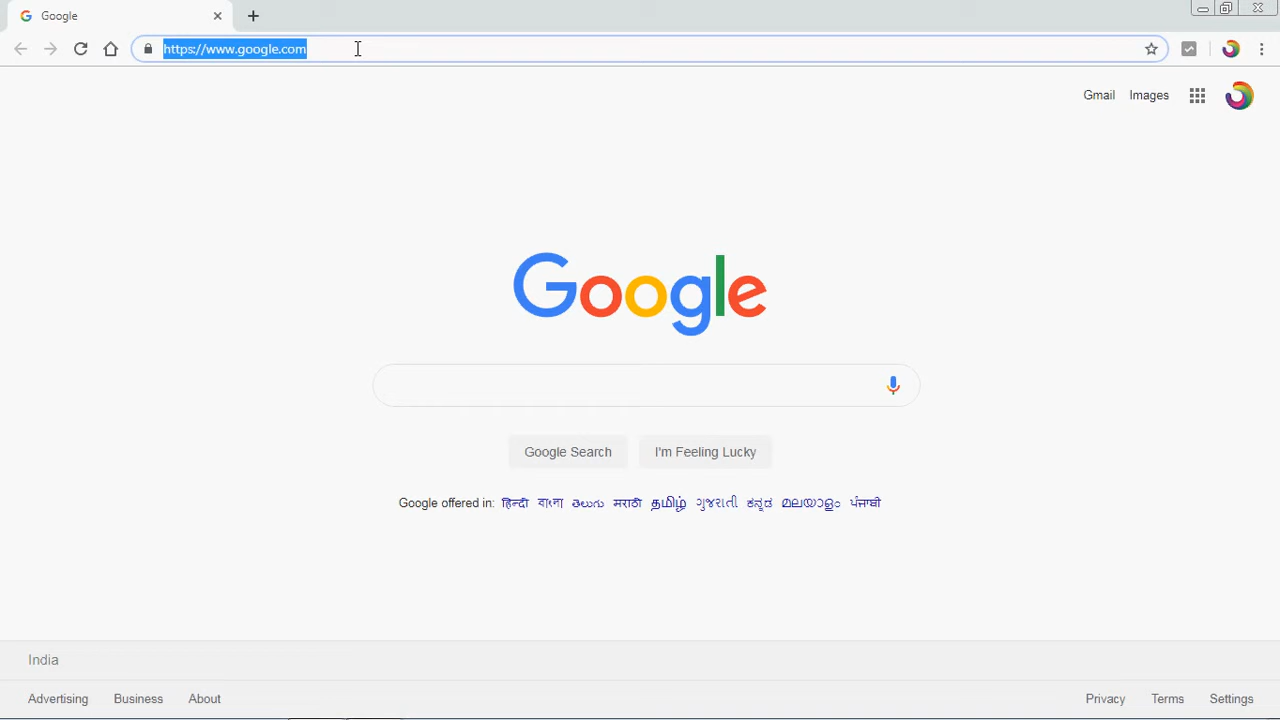 Google
https://www.google.com
Gmail Images
Google
Google Search I'm Feeling Lucky
Google offered in: हिन्दी বাংলা తెలుగు मराठी தமிழ் ગુજરાતી ಕನ್ನಡ മലയാളം ਪੰਜਾਬੀ
India
Advertising Business About Privacy Terms Settings